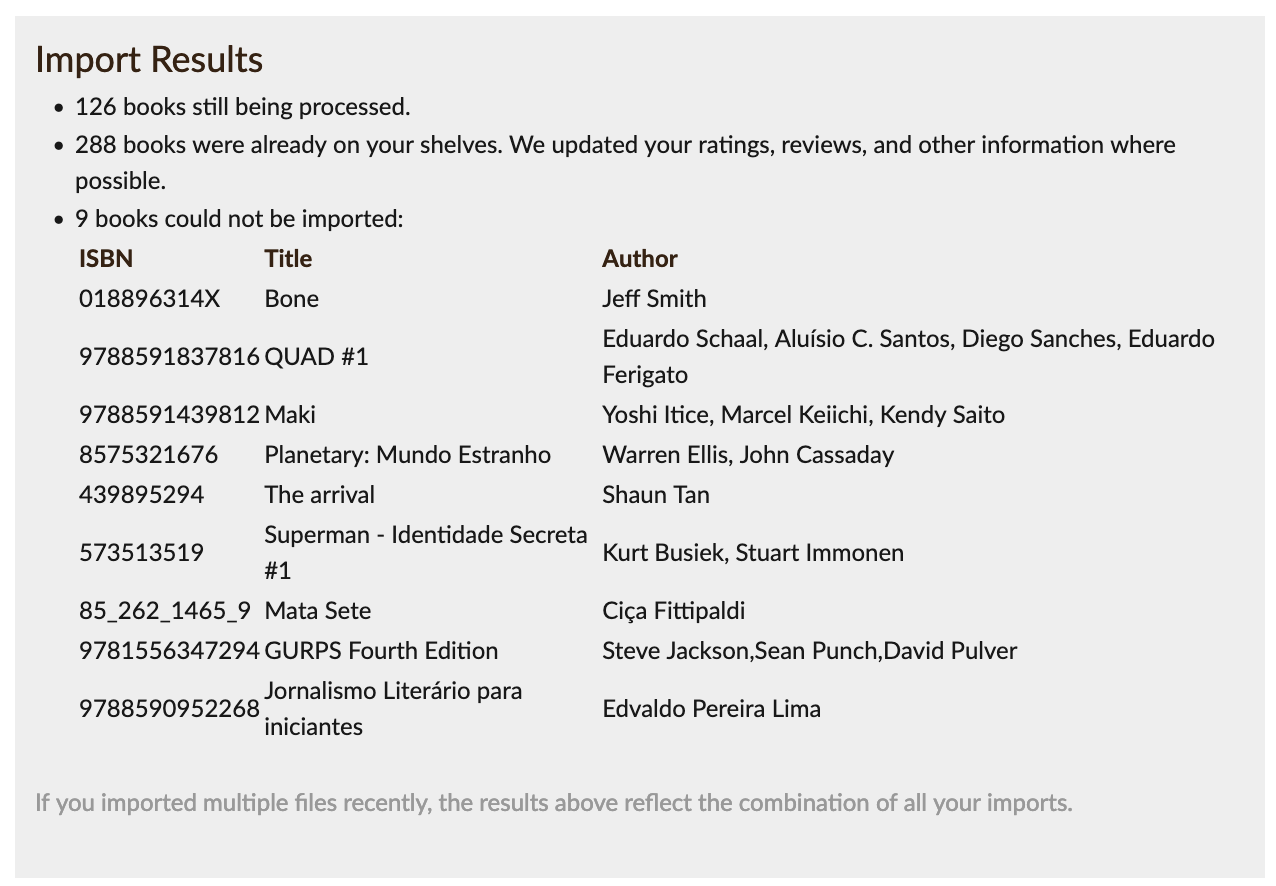 Import Results
• 126 books still being processed.
• 288 books were already on your shelves. We updated your ratings, reviews, and other information where
possible.
• 9 books could not be imported:
ISBN Title Author
018896314X Bone Jeff Smith
9788591837816 QUAD #1 Eduardo Schaal, Aluísio C. Santos, Diego Sanches, Eduardo
Ferigato
9788591439812 Maki Yoshi Itice, Marcel Keiichi, Kendy Saito
8575321676 Planetary: Mundo Estranho Warren Ellis, John Cassaday
439895294 The arrival Shaun Tan
573513519 Superman - Identidade Secreta
#1 Kurt Busiek, Stuart Immonen
85_262_1465_9 Mata Sete Ciça Fittipaldi
9781556347294 GURPS Fourth Edition Steve Jackson,Sean Punch,David Pulver
9788590952268 Jornalismo Literário para
iniciantes Edvaldo Pereira Lima
If you imported multiple files recently, the results above reflect the combination of all your imports.